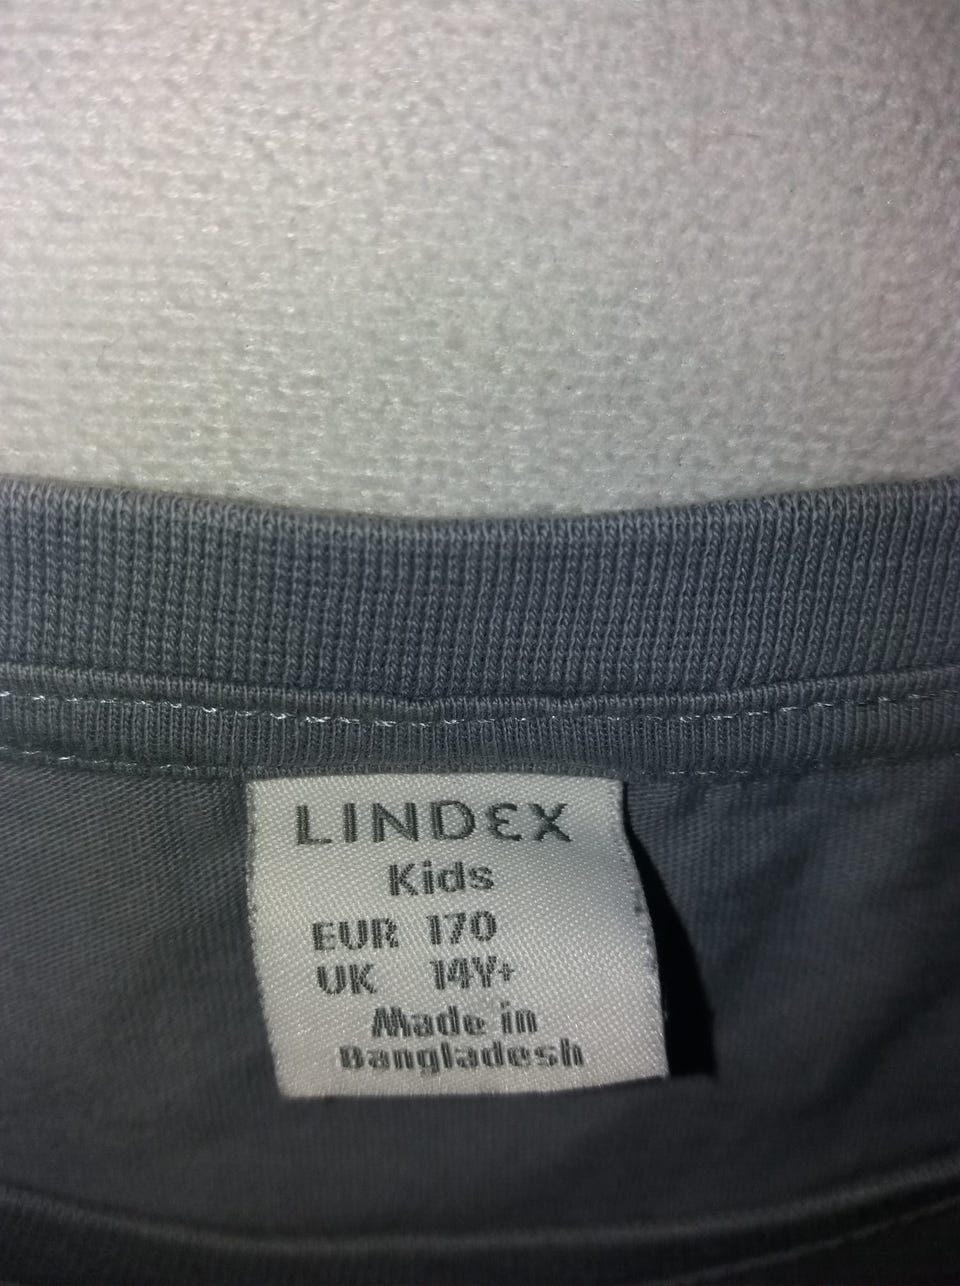 LINDEX
Kids
EUR 170
UK 14Y+
Made in
Bangladesh